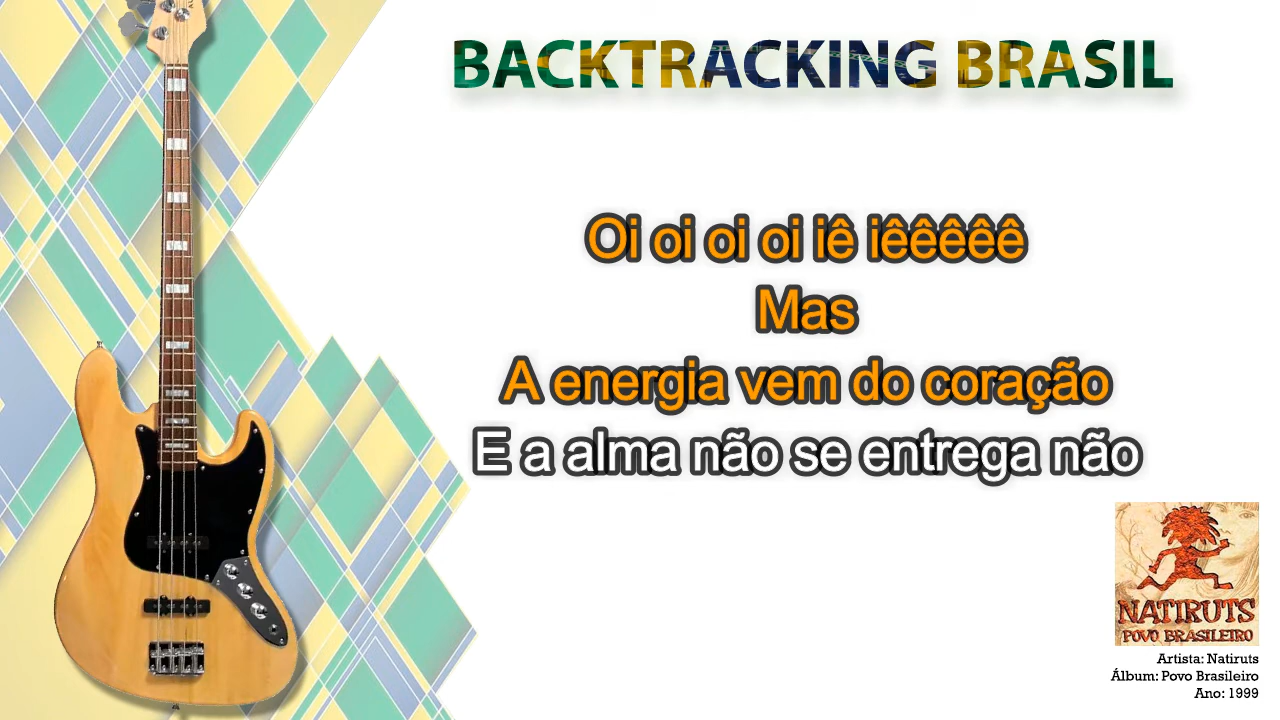 BACKTRACKING BRASIL
Oi oi oi oi iê iêêêêê
Mas
A energia vem do coração
E a alma não se entrega não
NATIRUTS
POVO BRASILEIRO
Artista: Natiruts
Álbum: Povo Brasileiro
Ano: 1999